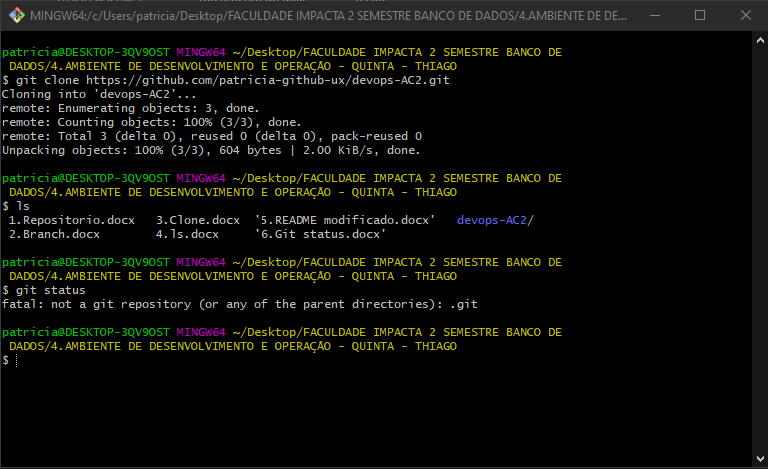 MINGW64:/c/Users/patricia/Desktop/FACULDADE IMPACTA 2 SEMESTRE BANCO DE DADOS/4.AMBIENTE DE DE...
patricia@DESKTOP-3QV9OST MINGW64 ~/Desktop/FACULDADE IMPACTA 2 SEMESTRE BANCO DE
DADOS/4.AMBIENTE DE DESENVOLVIMENTO E OPERAÇÃO - QUINTA - THIAGO
$ git clone https://github.com/patricia-github-ux/devops-AC2.git
Cloning into 'devops-AC2'...
remote: Enumerating objects: 3, done.
remote: Counting objects: 100% (3/3), done.
remote: Total 3 (delta 0), reused 0 (delta 0), pack-reused 0
Unpacking objects: 100% (3/3), 604 bytes | 2.00 KiB/s, done.
patricia@DESKTOP-3QV9OST MINGW64 ~/Desktop/FACULDADE IMPACTA 2 SEMESTRE BANCO DE
DADOS/4.AMBIENTE DE DESENVOLVIMENTO E OPERAÇÃO - QUINTA - THIAGO
$ ls
1.Repositorio.docx   3.Clone.docx  '5.README modificado.docx'   devops-AC2/
2.Branch.docx        4.ls.docx     '6.Git status.docx'
patricia@DESKTOP-3QV9OST MINGW64 ~/Desktop/FACULDADE IMPACTA 2 SEMESTRE BANCO DE
DADOS/4.AMBIENTE DE DESENVOLVIMENTO E OPERAÇÃO - QUINTA - THIAGO
$ git status
fatal: not a git repository (or any of the parent directories): .git
patricia@DESKTOP-3QV9OST MINGW64 ~/Desktop/FACULDADE IMPACTA 2 SEMESTRE BANCO DE
DADOS/4.AMBIENTE DE DESENVOLVIMENTO E OPERAÇÃO - QUINTA - THIAGO
$